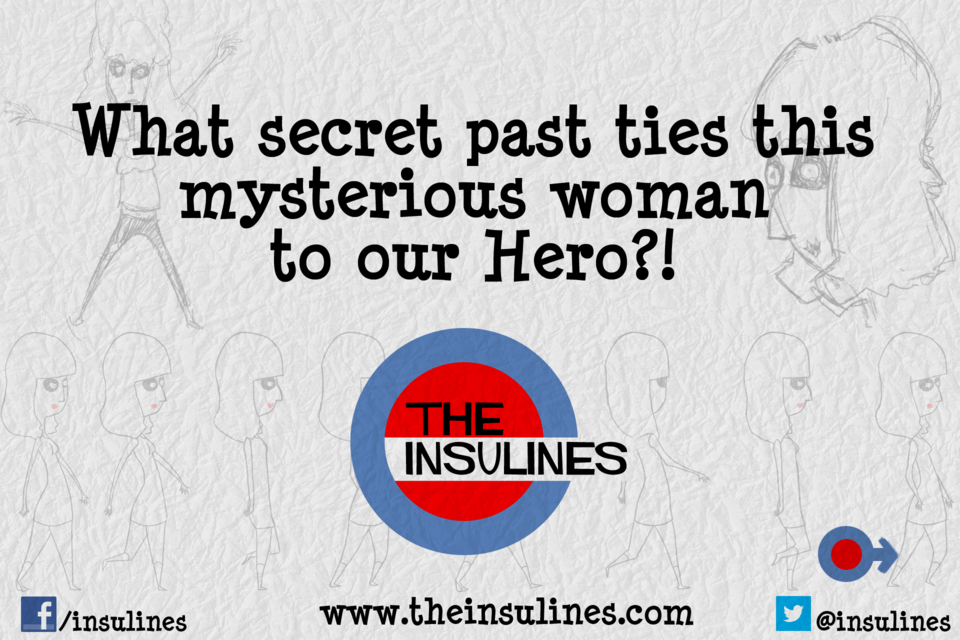 What secret past ties this
mysterious woman
to our Hero?!
THE
INSULINES
/insulines
www.theinsulines.com
@insulines